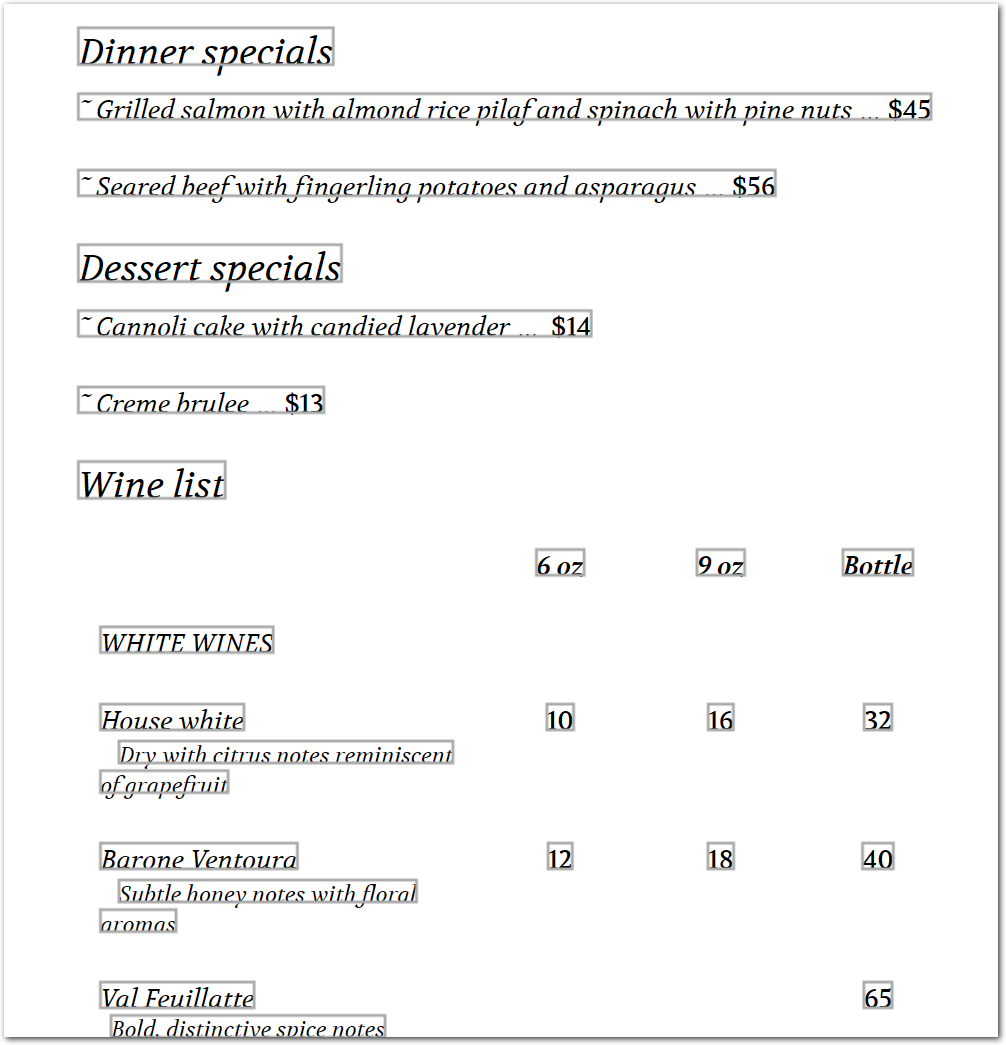 Dinner specials
~ Grilled salmon with almond rice pilaf and spinach with pine nuts ... $45
~ Seared beef with fingerling potatoes and asparagus ... $56
Dessert specials
~ Cannoli cake with candied lavender ... $14
~ Creme brulee ... $13
Wine list
6 oz 9 oz Bottle
WHITE WINES
House white 10 16 32
Dry with citrus notes reminiscent
of grapefruit
Barone Ventoura 12 18 40
Subtle honey notes with floral
aromas
Val Feuillatte 65
Bold, distinctive spice notes